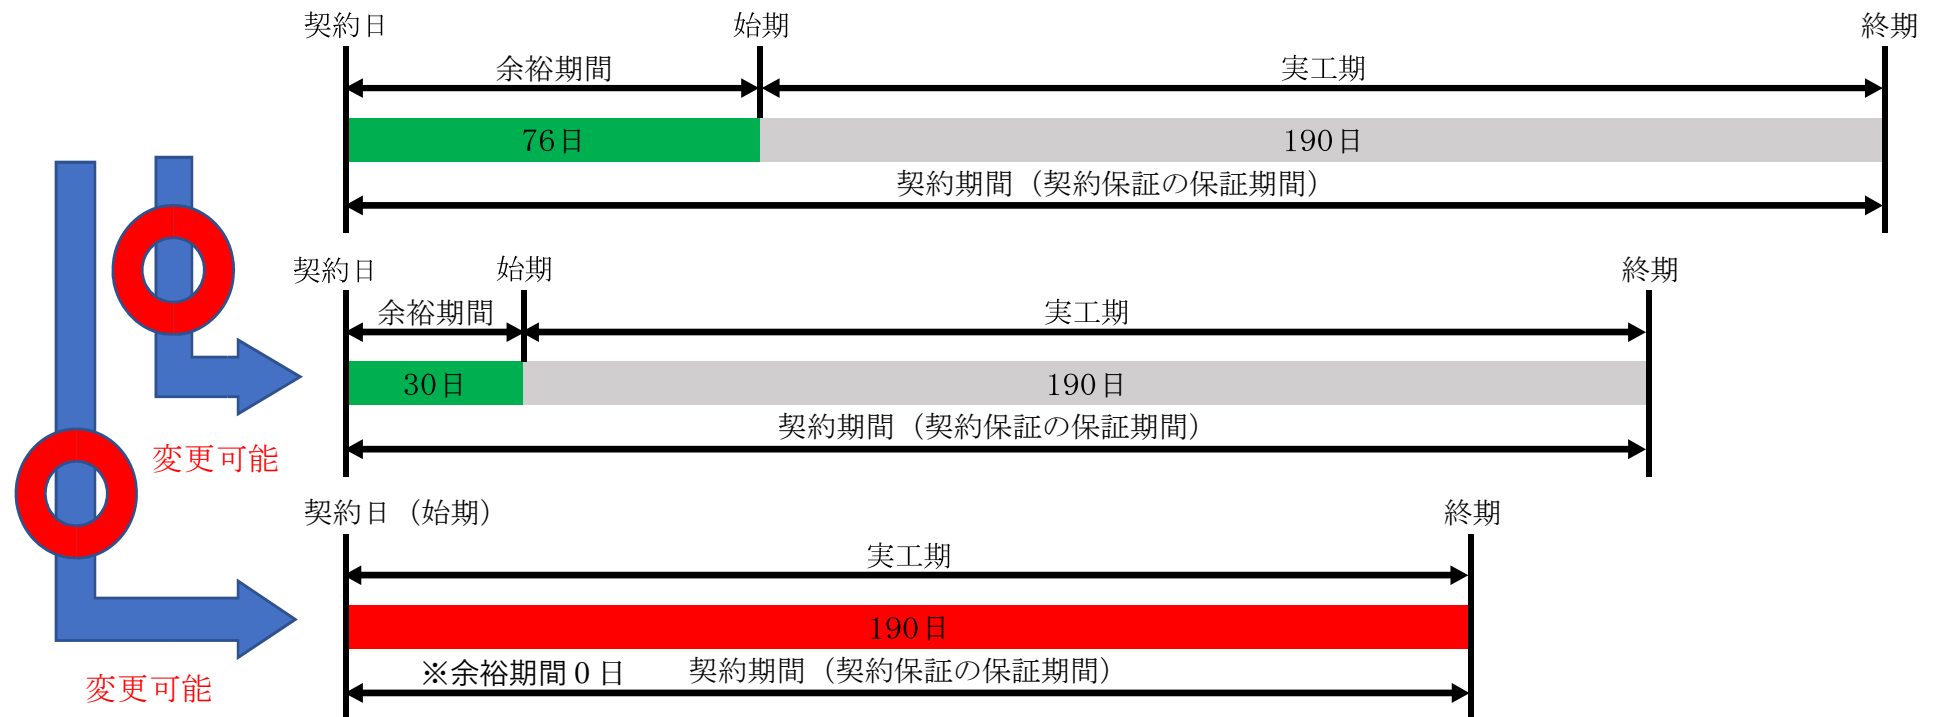 契約日
始期
終期
余裕期間
実工期
76日
190日
契約期間（契約保証の保証期間）
契約日
始期
終期
余裕期間
実工期
30日
190日
契約期間（契約保証の保証期間）
変更可能
契約日（始期）
終期
実工期
190日
※余裕期間０日
契約期間（契約保証の保証期間）
変更可能